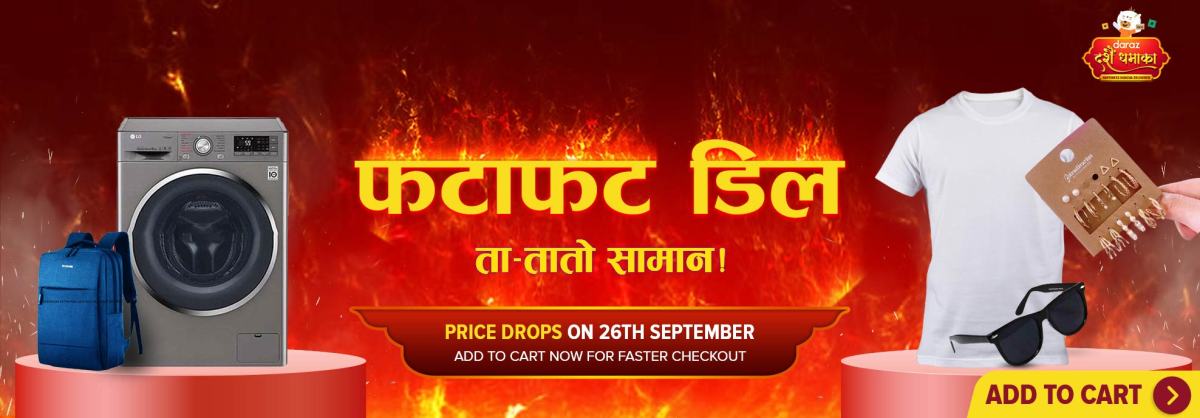 daraz
दशैं धमाका
फटाफट डिल
ता-तातो सामान!
PRICE DROPS ON 26TH SEPTEMBER
ADD TO CART NOW FOR FASTER CHECKOUT
LG
ADD TO CART